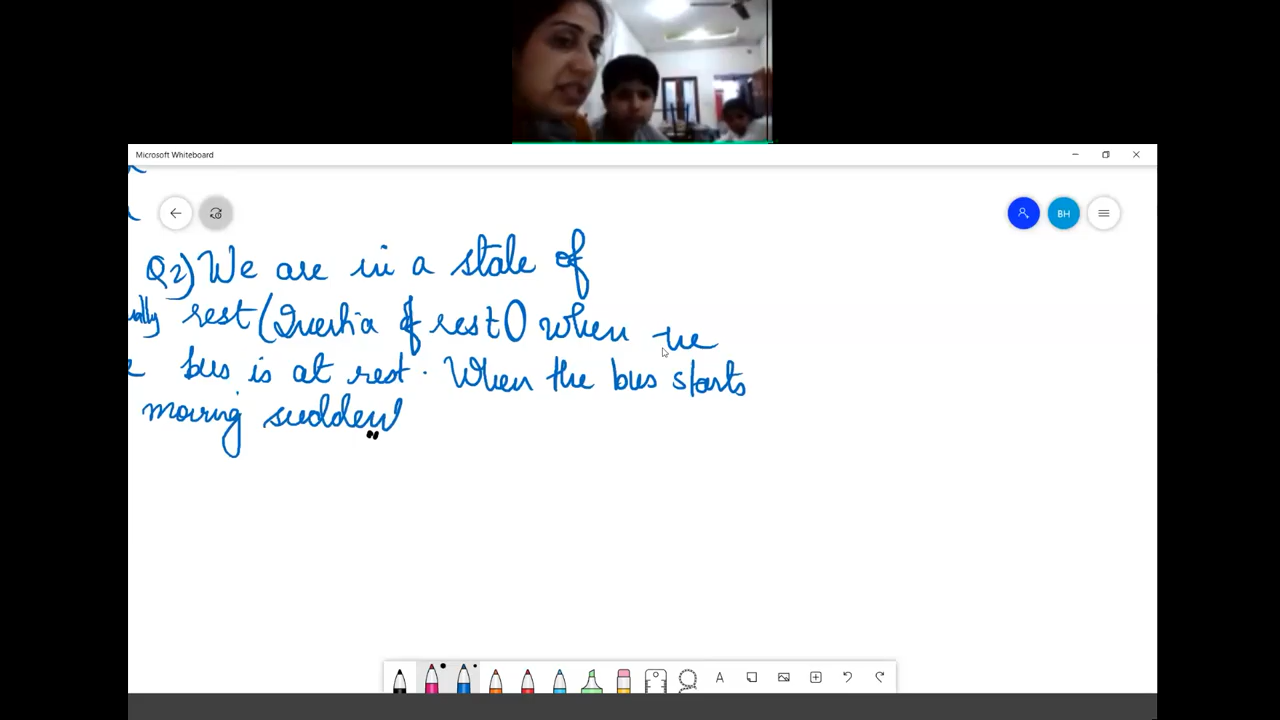 Microsoft Whiteboard
BH
Q2) We are in a state of
rest (Inertia of rest() when the
bus is at rest. When the bus starts
moving sudden
A